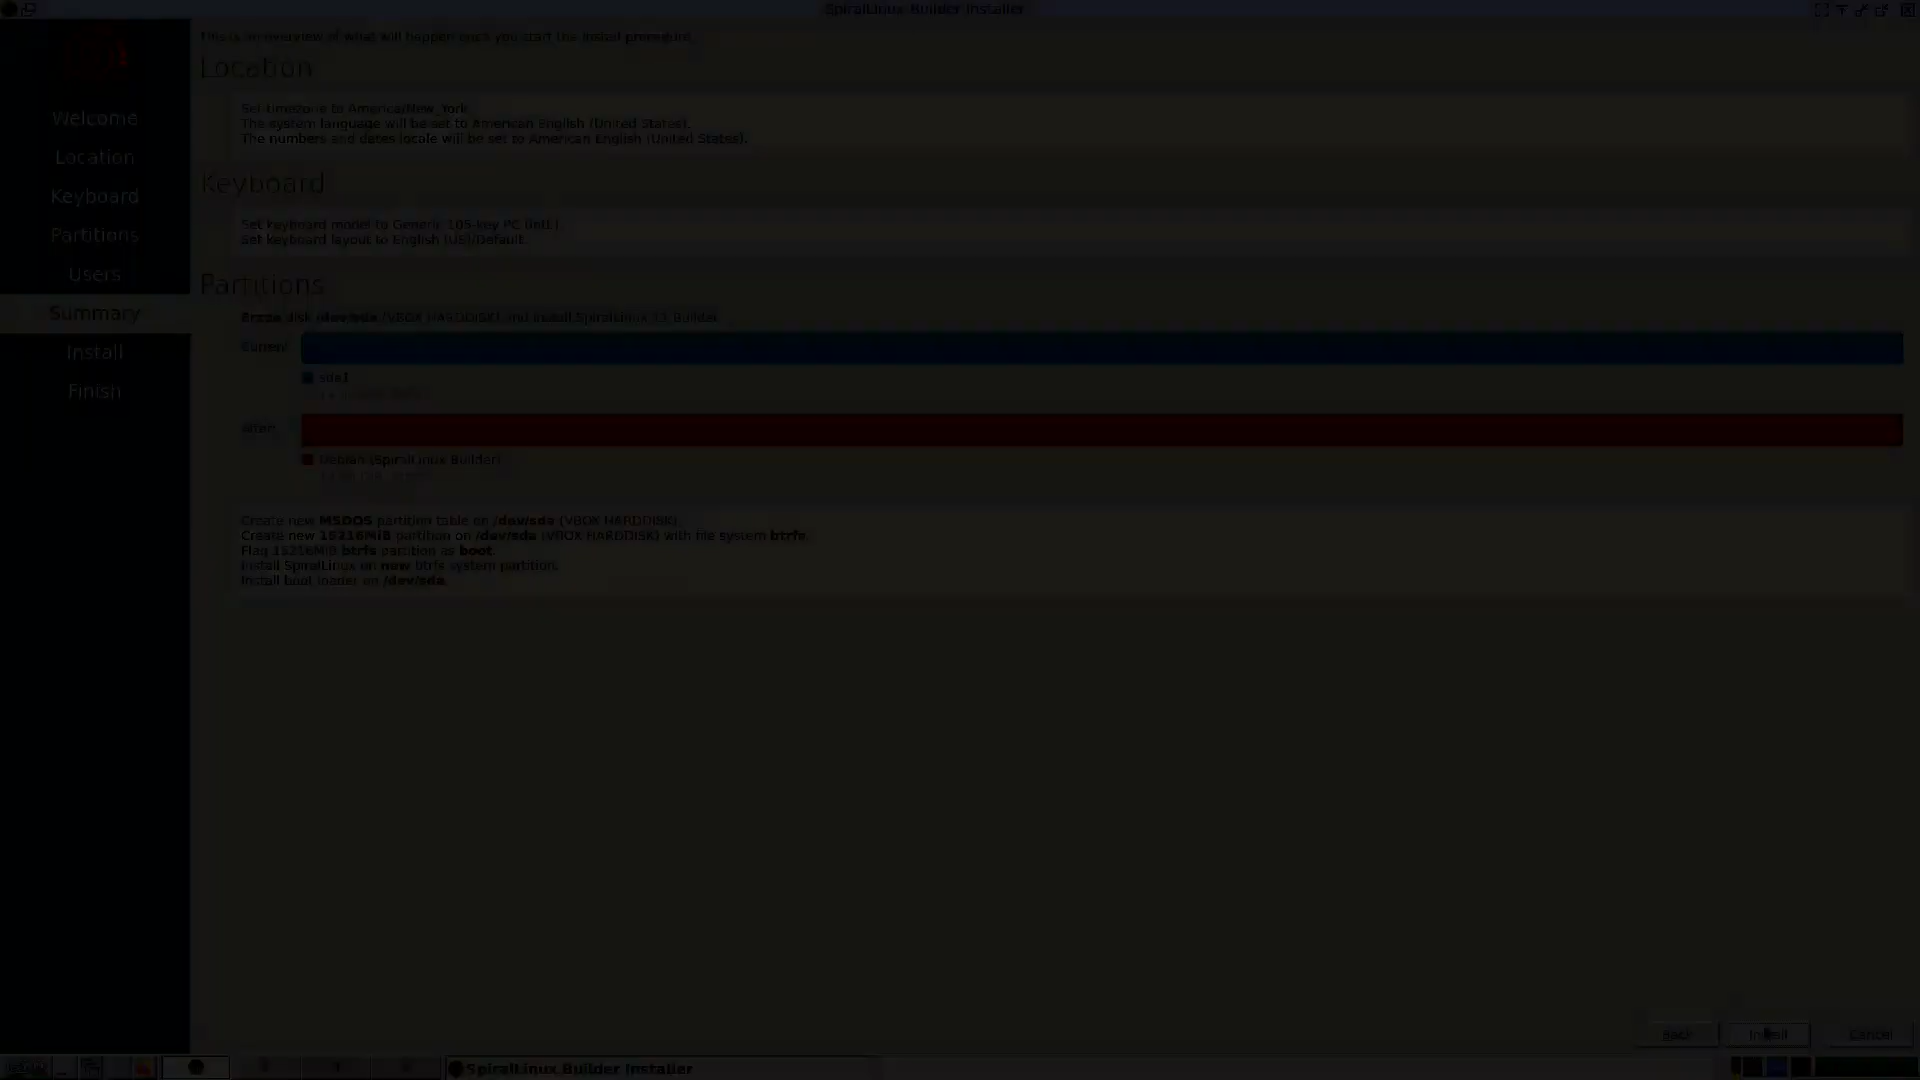 SpiralLinux Builder Installer
This is an overview of what will happen once you start the install procedure.
Welcome
Location
Keyboard
Partitions
Users
Summary
Install
Finish
Location
Set timezone to America/New_York.
The system language will be set to American English (United States).
The numbers and dates locale will be set to American English (United States).
Keyboard
Set keyboard model to Generic 105-key PC (intl.).
Set keyboard layout to English (US)/Default.
Partitions
Erase disk /dev/sda (VBOX HARDDISK) and install SpiralLinux Builder
Current:
sda1
After:
Debian (SpiralLinux Builder)
Create new MSDOS partition table on /dev/sda (VBOX HARDDISK).
Create new 15216MiB partition on /dev/sda (VBOX HARDDISK) with file system btrfs.
Flag 15216MiB btrfs partition as boot.
Install SpiralLinux on new btrfs system partition.
Install boot loader on /dev/sda.
Back
Install
Cancel
SpiralLinux Builder Installer